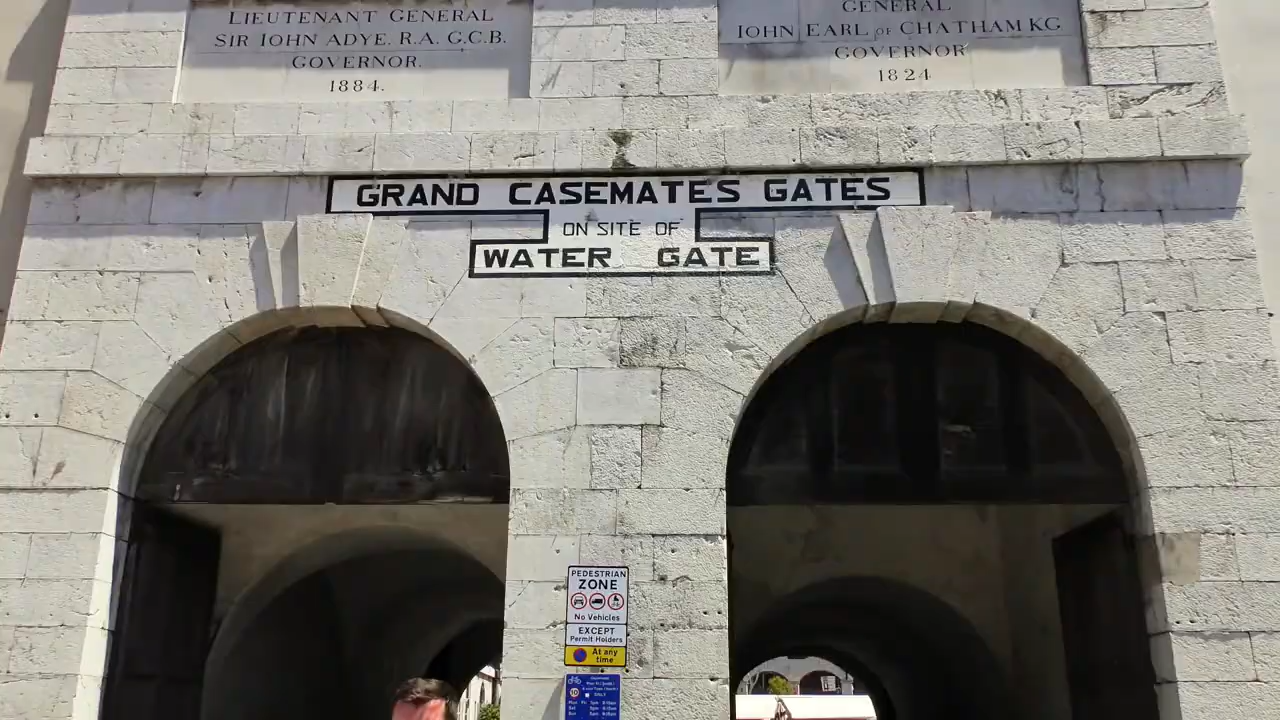 LIEUTENANT GENERAL
SIR IOHN ADYE. R.A. G.C.B.
GOVERNOR.
1884.
GENERAL
IOHN EARL OF CHATHAM KG.
GOVERNOR
1824
GRAND CASEMATES GATES
ON SITE OF
WATER GATE
PEDESTRIAN
ZONE
No Vehicles
EXCEPT
Permit Holders
At any
time